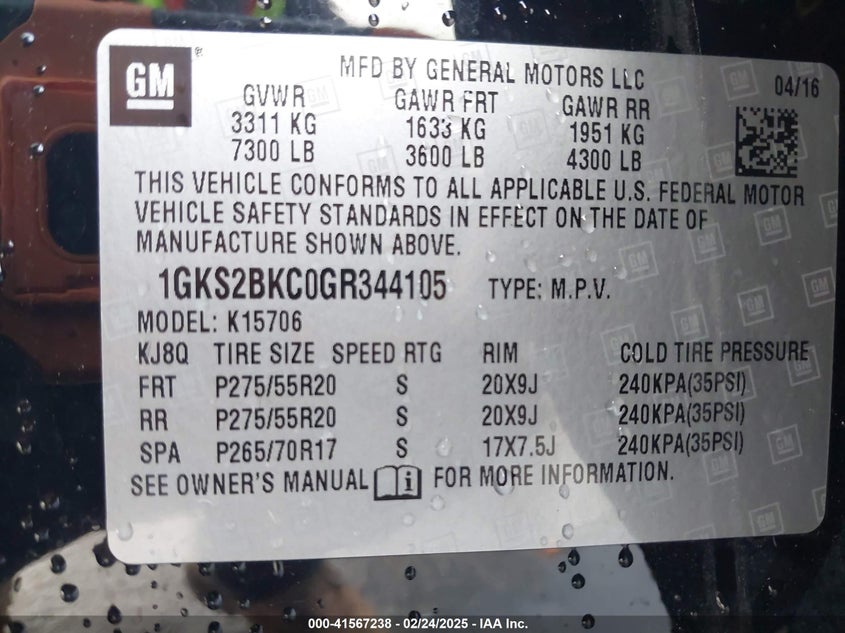 GM
MFD BY GENERAL MOTORS LLC
04/16
GVWR GAWR FRT GAWR RR
3311 KG 1633 KG 1951 KG
7300 LB 3600 LB 4300 LB
THIS VEHICLE CONFORMS TO ALL APPLICABLE U.S. FEDERAL MOTOR
VEHICLE SAFETY STANDARDS IN EFFECT ON THE DATE OF
MANUFACTURE SHOWN ABOVE.
1GKS2BKC0GR344105 TYPE: M.P.V.
MODEL: K15706
KJ8Q TIRE SIZE SPEED RTG RIM COLD TIRE PRESSURE
FRT P275/55R20 S 20X9J 240KPA(35PSI)
RR P275/55R20 S 20X9J 240KPA(35PSI)
SPA P265/70R17 S 17X7.5J 240KPA(35PSI)
SEE OWNER'S MANUAL FOR MORE INFORMATION.
000-41567238 - 02/24/2025 - IAA Inc.